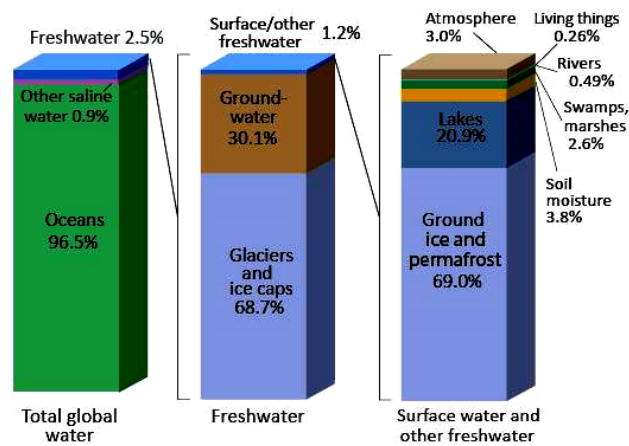 Freshwater 2.5%
Other saline
water 0.9%
Oceans
96.5%
Total global
water
Surface/other
freshwater
1.2%
Ground-
water
30.1%
Glaciers
and
ice caps
68.7%
Freshwater
Atmosphere
3.0%
Living things
0.26%
Rivers
0.49%
Swamps,
marshes
2.6%
Soil
moisture
3.8%
Lakes
20.9%
Ground
ice and
permafrost
69.0%
Surface water and
other freshwater